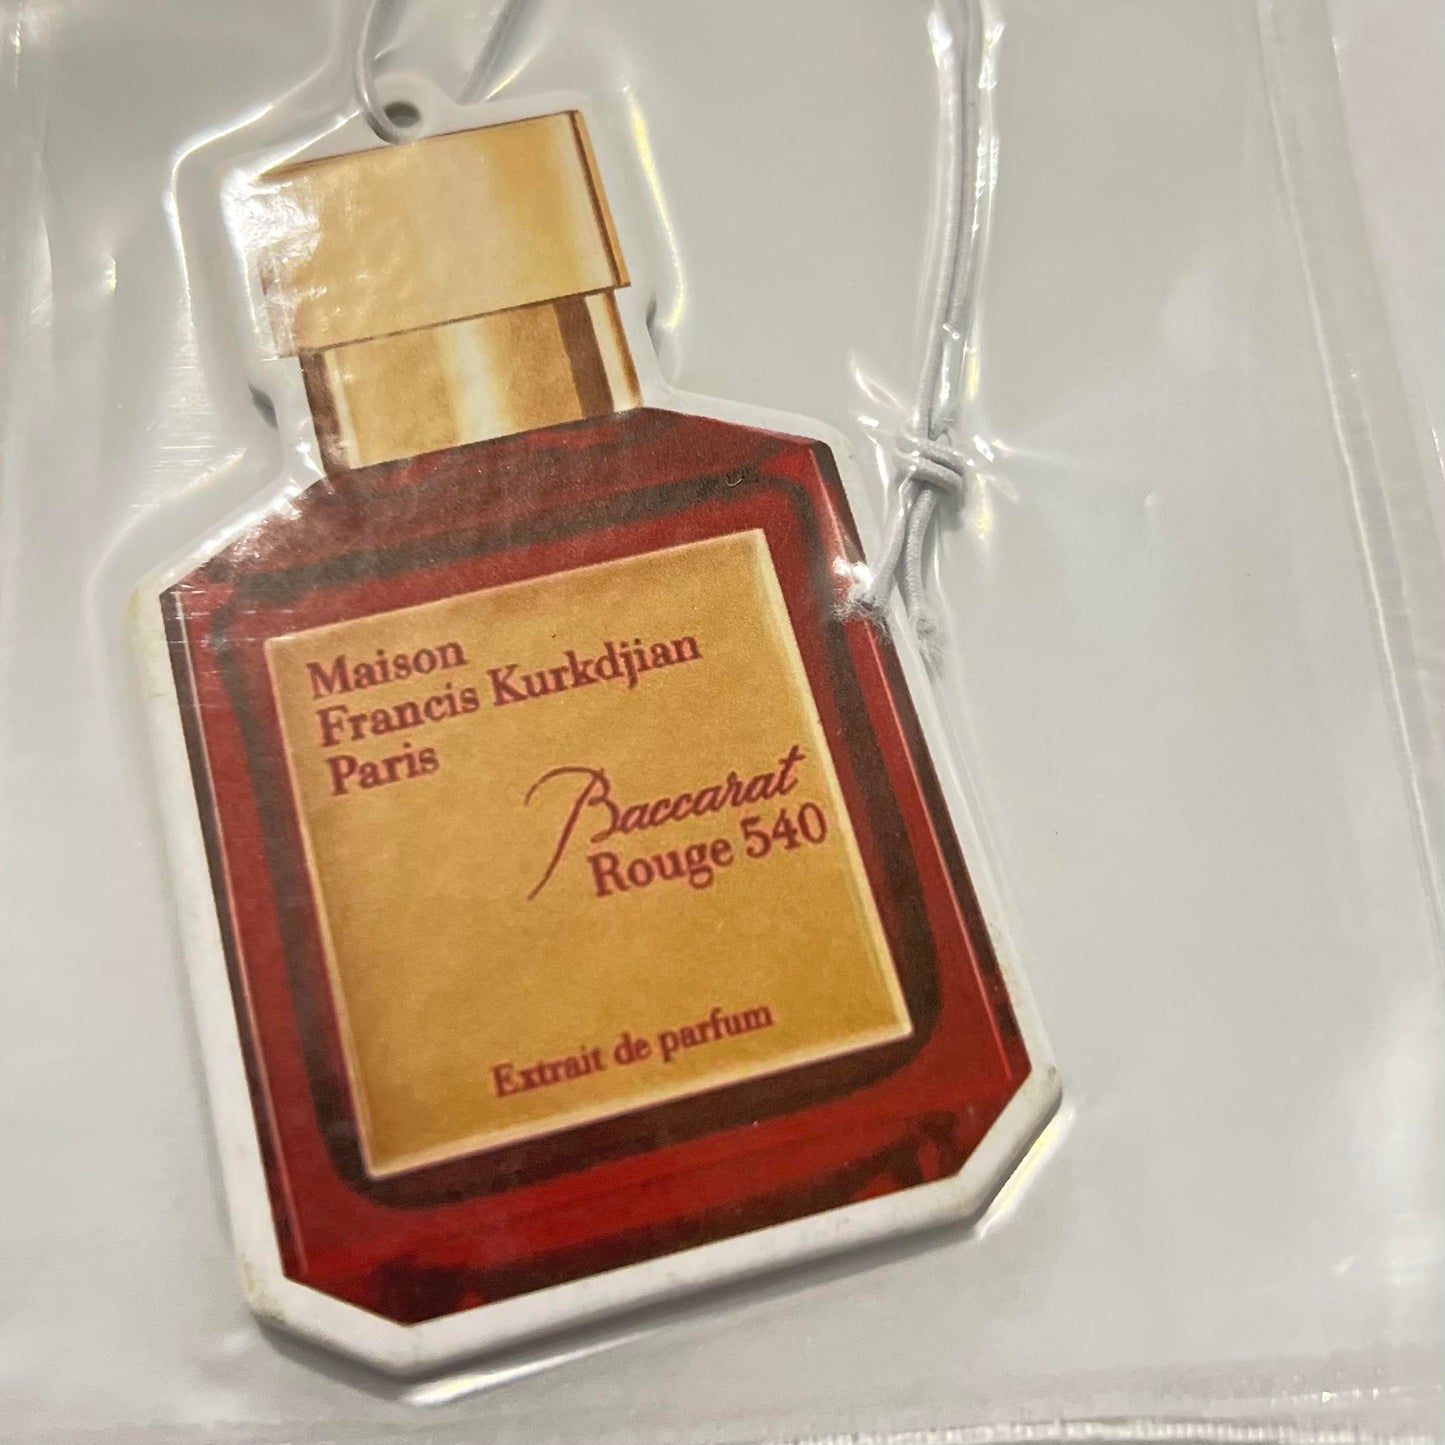 Maison
Francis Kurkdjian
Paris
Baccarat
Rouge 540
Extrait de parfum